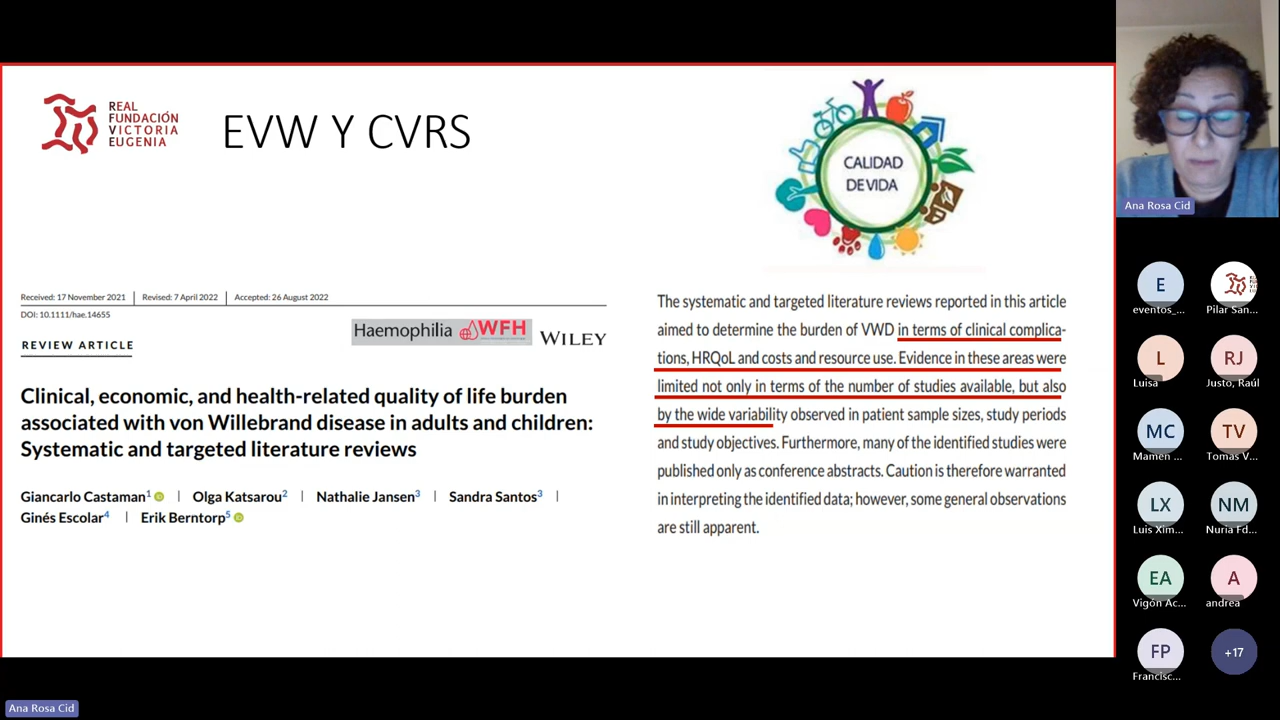 REAL
FUNDACIÓN
VICTORIA
EUGENIA
EVW Y CVRS
CALIDAD
DE VIDA
Received: 17 November 2021 | Revised: 7 April 2022 | Accepted: 26 August 2022
DOI: 10.1111/hae.14655
REVIEW ARTICLE
Haemophilia WFH
WILEY
Clinical, economic, and health-related quality of life burden
associated with von Willebrand disease in adults and children:
Systematic and targeted literature reviews
Giancarlo Castaman1 | Olga Katsarou2 | Nathalie Jansen3 | Sandra Santos3 |
Ginés Escolar4 | Erik Berntorp5
The systematic and targeted literature reviews reported in this article
aimed to determine the burden of VWD in terms of clinical complica-
tions, HRQoL and costs and resource use. Evidence in these areas were
limited not only in terms of the number of studies available, but also
by the wide variability observed in patient sample sizes, study periods
and study objectives. Furthermore, many of the identified studies were
published only as conference abstracts. Caution is therefore warranted
in interpreting the identified data; however, some general observations
are still apparent.
Ana Rosa Cid
E
eventos_...
Pilar San...
L
Luisa
RJ
Justo, Raúl
MC
Mamen ...
TV
Tomas V...
LX
Luis Xim...
NM
Nuria Fd...
EA
Vigón Ac...
A
andrea
FP
Francisc...
+17
Ana Rosa Cid